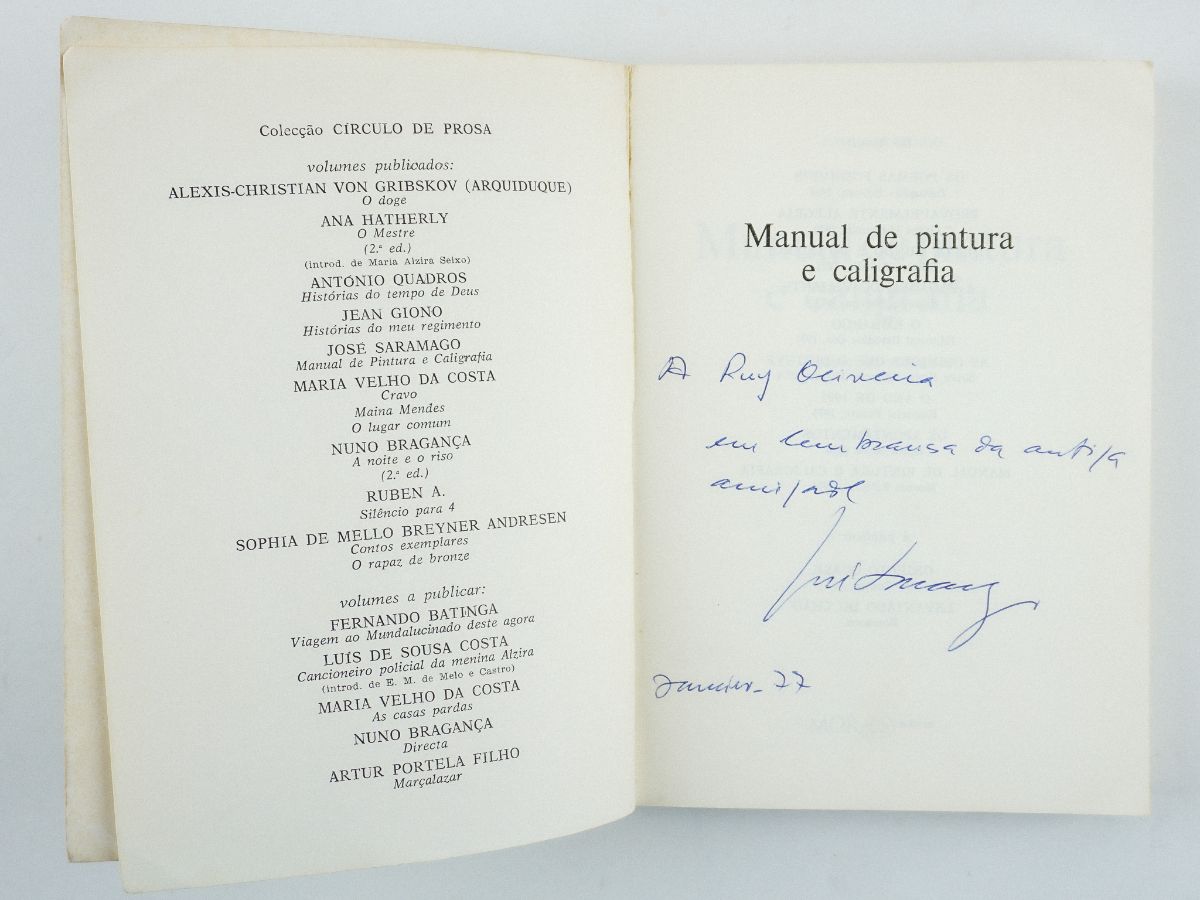 Colecção CÍRCULO DE PROSA
volumes publicados:
ALEXIS-CHRISTIAN VON GRIBSKOV (ARQUIDUQUE)
O doge
ANA HATHERLY
O Mestre
(2.ª ed.)
(introd. de Maria Alzira Seixo)
ANTÓNIO QUADROS
Histórias do tempo de Deus
JEAN GIONO
Histórias do meu regimento
JOSÉ SARAMAGO
Manual de Pintura e Caligrafia
MARIA VELHO DA COSTA
Cravo
Maina Mendes
O lugar comum
NUNO BRAGANÇA
A noite e o riso
(2.ª ed.)
RUBEN A.
Silêncio para 4
SOPHIA DE MELLO BREYNER ANDRESEN
Contos exemplares
O rapaz de bronze
volumes a publicar:
FERNANDO BATINGA
Viagem ao Mundalucinado deste agora
LUÍS DE SOUSA COSTA
Cancioneiro policial da menina Alzira
(introd. de E. M. de Melo e Castro)
MARIA VELHO DA COSTA
As casas pardas
NUNO BRAGANÇA
Directa
ARTUR PORTELA FILHO
Marçalazar
Manual de pintura
e caligrafia
A Ruy Oliveira
em lembrança da antiga
amizade
José Saramago
Janeiro-77